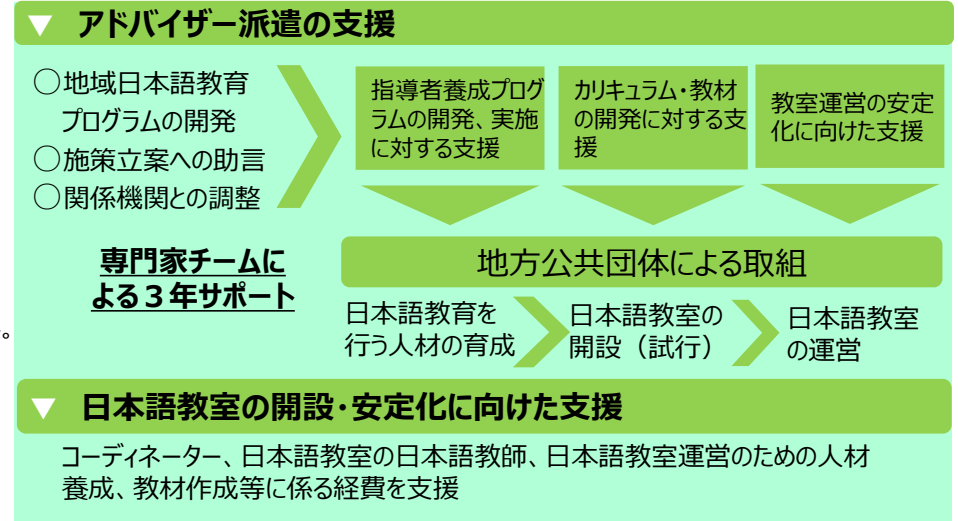 ▼ アドバイザー派遣の支援
○地域日本語教育
プログラムの開発
○施策立案への助言
○関係機関との調整
指導者養成プログ
ラムの開発、実施
に対する支援
カリキュラム・教材
の開発に対する支
援
教室運営の安定
化に向けた支援
専門家チームに
よる３年サポート
地方公共団体による取組
日本語教育を
行う人材の育成
日本語教室の
開設（試行）
日本語教室
の運営
。
▼ 日本語教室の開設・安定化に向けた支援
コーディネーター、日本語教室の日本語教師、日本語教室運営のための人材
養成、教材作成等に係る経費を支援